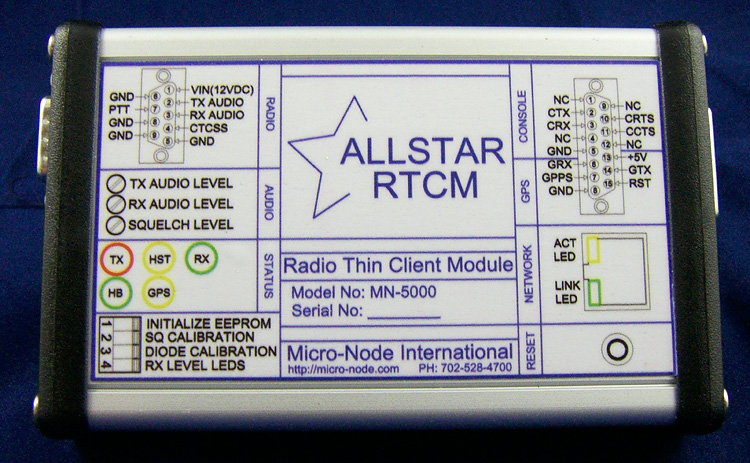 RADIO
6 1
7 2
8 3
9 4
5
GND
PTT
GND
GND
VIN(12VDC)
TX AUDIO
RX AUDIO
CTCSS
GND
AUDIO
TX AUDIO LEVEL
RX AUDIO LEVEL
SQUELCH LEVEL
STATUS
TX HST RX
HB GPS
1 INITIALIZE EEPROM
2 SQ CALIBRATION
3 DIODE CALIBRATION
4 RX LEVEL LEDS
ALLSTAR
RTCM
Radio Thin Client Module
Model No: MN-5000
Serial No: ________
Micro-Node International
http://micro-node.com PH: 702-528-4700
CONSOLE
GPS
NC
CTX
CRX
NC
GND
GRX
GPPS
GND
1 9
2 10
3 11
4 12
5 13
6 14
7 15
8
NC
CRTS
CCTS
NC
+5V
GTX
RST
NETWORK
ACT
LED
LINK
LED
RESET